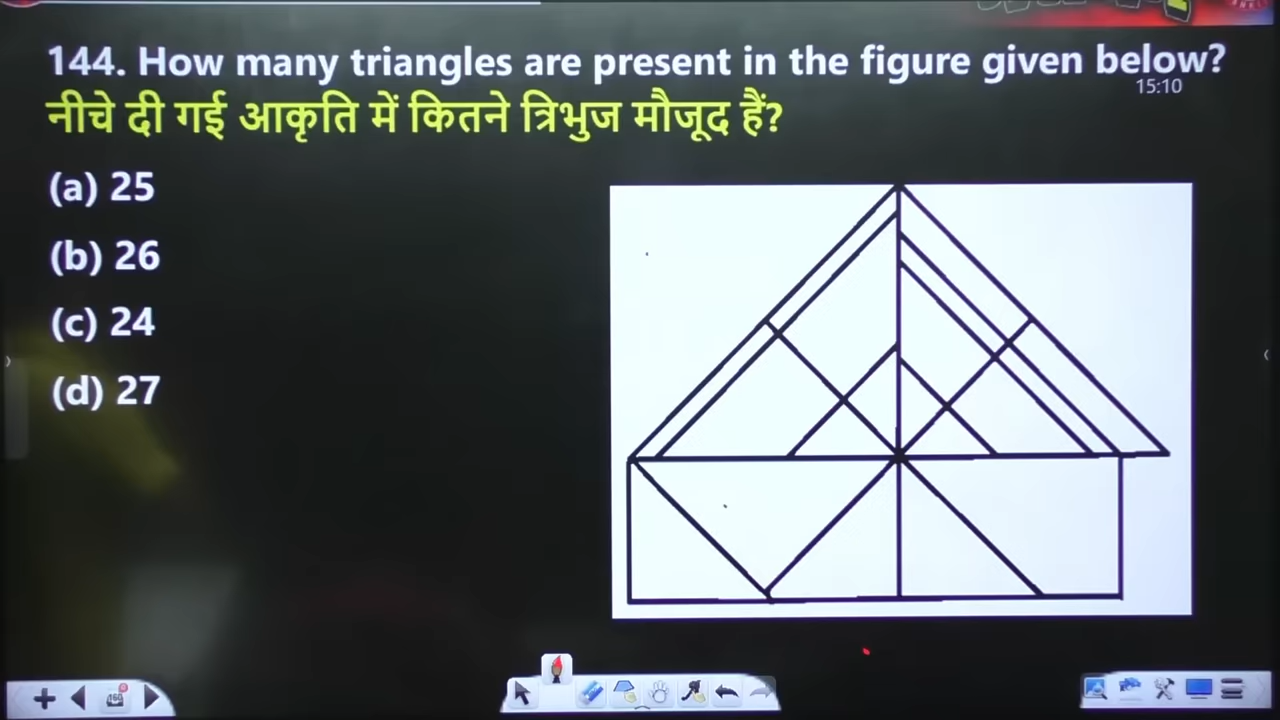 144. How many triangles are present in the figure given below?
15:10
नीचे दी गई आकृति में कितने त्रिभुज मौजूद हैं?
(a) 25
(b) 26
(c) 24
(d) 27